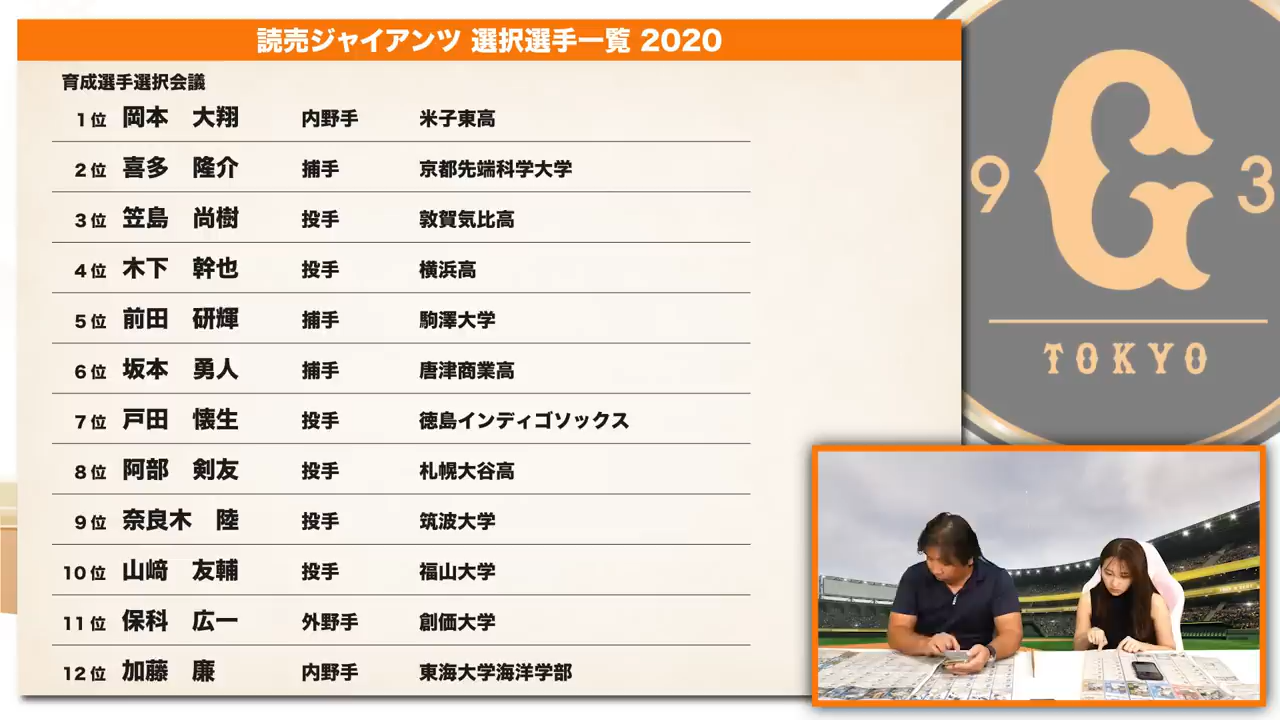 読売ジャイアンツ 選択選手一覧 2020
育成選手選択会議
1位 岡本 大翔 内野手 米子東高
2位 喜多 隆介 捕手 京都先端科学大学
3位 笠島 尚樹 投手 敦賀気比高
4位 木下 幹也 投手 横浜高
5位 前田 研輝 捕手 駒澤大学
6位 坂本 勇人 捕手 唐津商業高
7位 戸田 懐生 投手 徳島インディゴソックス
8位 阿部 剣友 投手 札幌大谷高
9位 奈良木 陸 投手 筑波大学
10位 山﨑 友輔 投手 福山大学
11位 保科 広一 外野手 創価大学
12位 加藤 廉 内野手 東海大学海洋学部
9 G 3
TOKYO